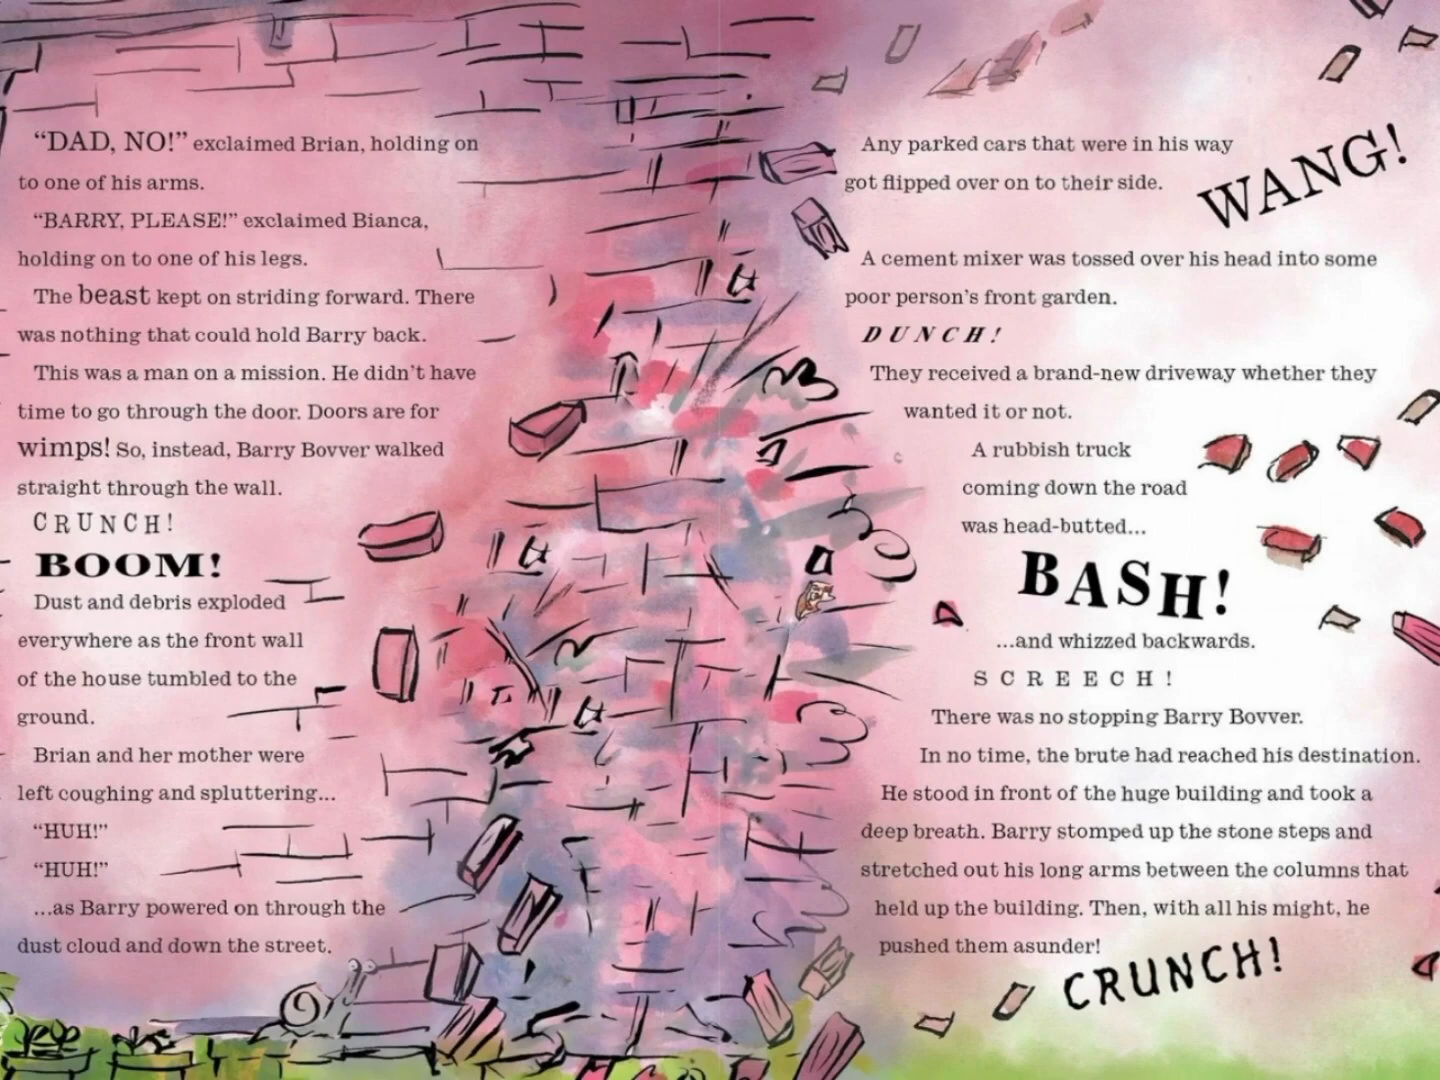 “DAD, NO!” exclaimed Brian, holding on
to one of his arms.
“BARRY, PLEASE!” exclaimed Bianca,
holding on to one of his legs.
The beast kept on striding forward. There
was nothing that could hold Barry back.
This was a man on a mission. He didn’t have
time to go through the door. Doors are for
wimps! So, instead, Barry Bovver walked
straight through the wall.
CRUNCH!
BOOM!
Dust and debris exploded
everywhere as the front wall
of the house tumbled to the
ground.
Brian and her mother were
left coughing and spluttering...
“HUH!”
“HUH!”
...as Barry powered on through the
dust cloud and down the street.
Any parked cars that were in his way
got flipped over on to their side.
WANG!
A cement mixer was tossed over his head into some
poor person’s front garden.
DUNCH!
They received a brand-new driveway whether they
wanted it or not.
A rubbish truck
coming down the road
was head-butted...
BASH!
...and whizzed backwards.
SCREECH!
There was no stopping Barry Bovver.
In no time, the brute had reached his destination.
He stood in front of the huge building and took a
deep breath. Barry stomped up the stone steps and
stretched out his long arms between the columns that
held up the building. Then, with all his might, he
pushed them asunder!
CRUNCH!